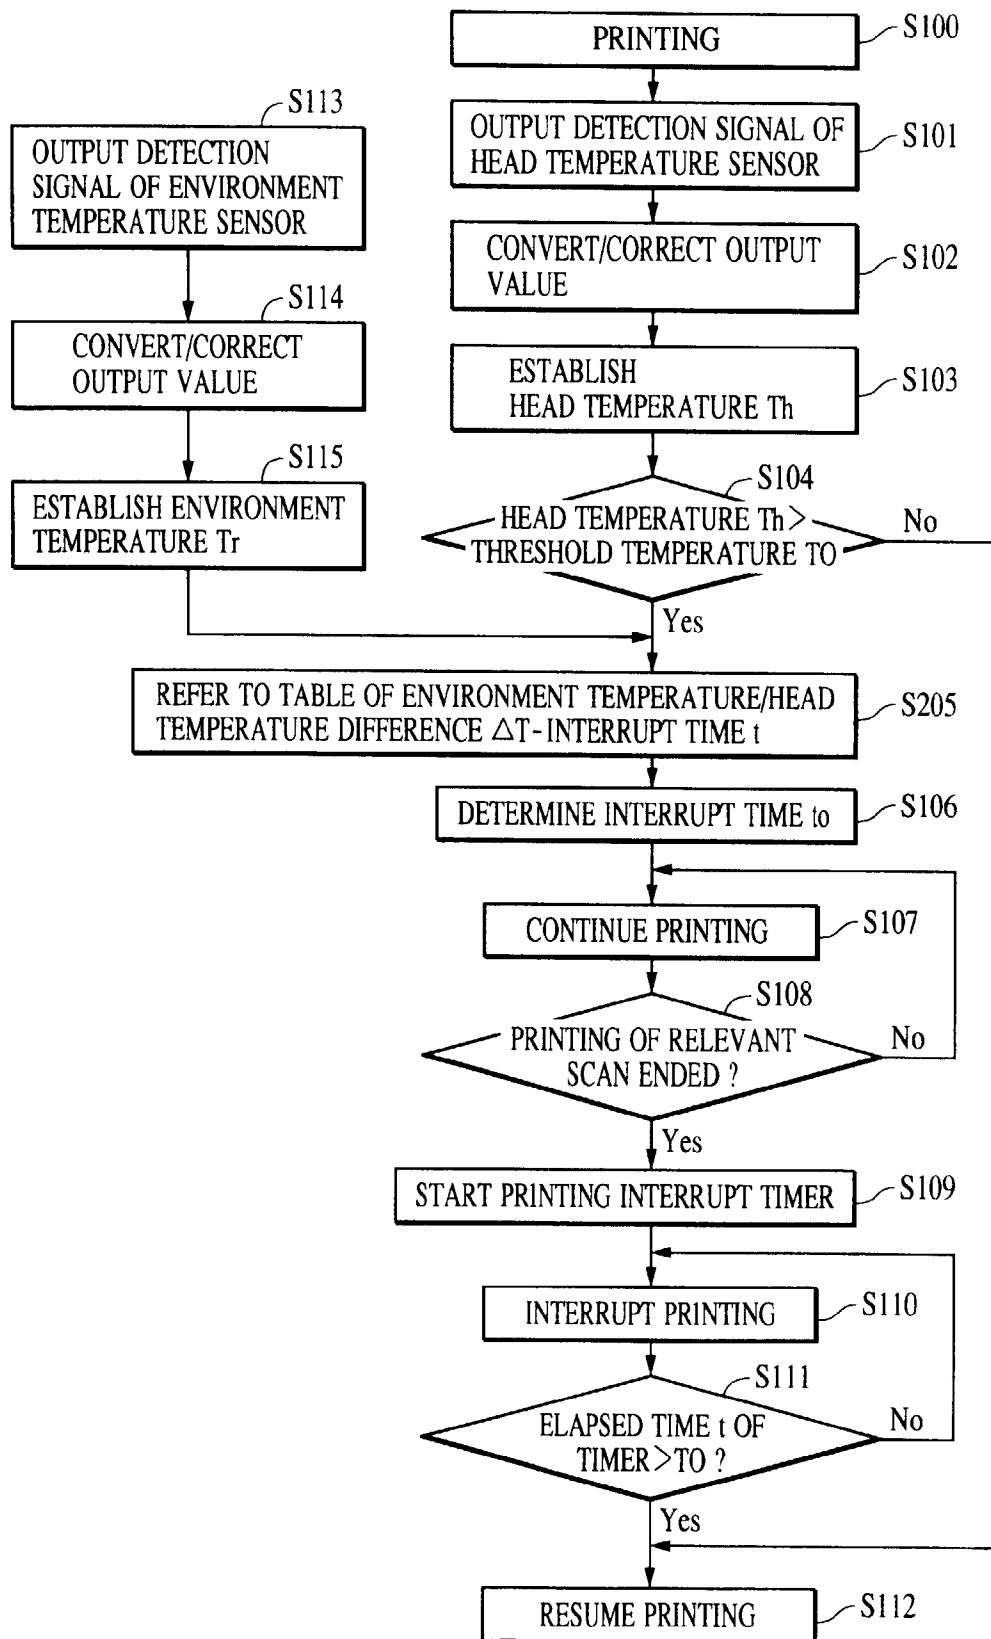 PRINTING
S100
OUTPUT DETECTION SIGNAL OF
HEAD TEMPERATURE SENSOR
S101
CONVERT/CORRECT OUTPUT
VALUE
S102
ESTABLISH
HEAD TEMPERATURE Th
S103
S104
HEAD TEMPERATURE Th>
THRESHOLD TEMPERATURE TO
No
Yes
S113
OUTPUT DETECTION
SIGNAL OF ENVIRONMENT
TEMPERATURE SENSOR
S114
CONVERT/CORRECT
OUTPUT VALUE
S115
ESTABLISH ENVIRONMENT
TEMPERATURE Tr
REFER TO TABLE OF ENVIRONMENT TEMPERATURE/HEAD
TEMPERATURE DIFFERENCE △T-INTERRUPT TIME t
S205
DETERMINE INTERRUPT TIME to
S106
CONTINUE PRINTING
S107
S108
PRINTING OF RELEVANT
SCAN ENDED ?
No
Yes
START PRINTING INTERRUPT TIMER
S109
INTERRUPT PRINTING
S110
S111
ELAPSED TIME t OF
TIMER>TO ?
No
Yes
RESUME PRINTING
S112